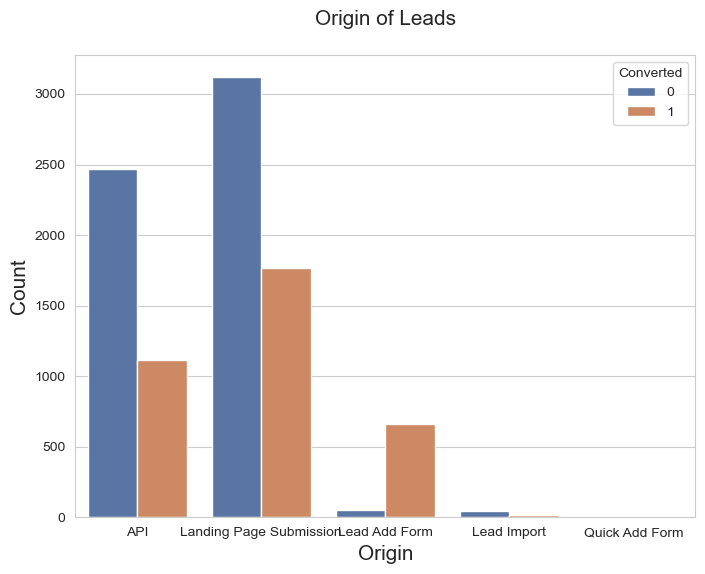 Origin of Leads
Converted
0
1
3000
2500
2000
1500
1000
500
0
Count
API
Landing Page Submission
Lead Add Form
Lead Import
Quick Add Form
Origin